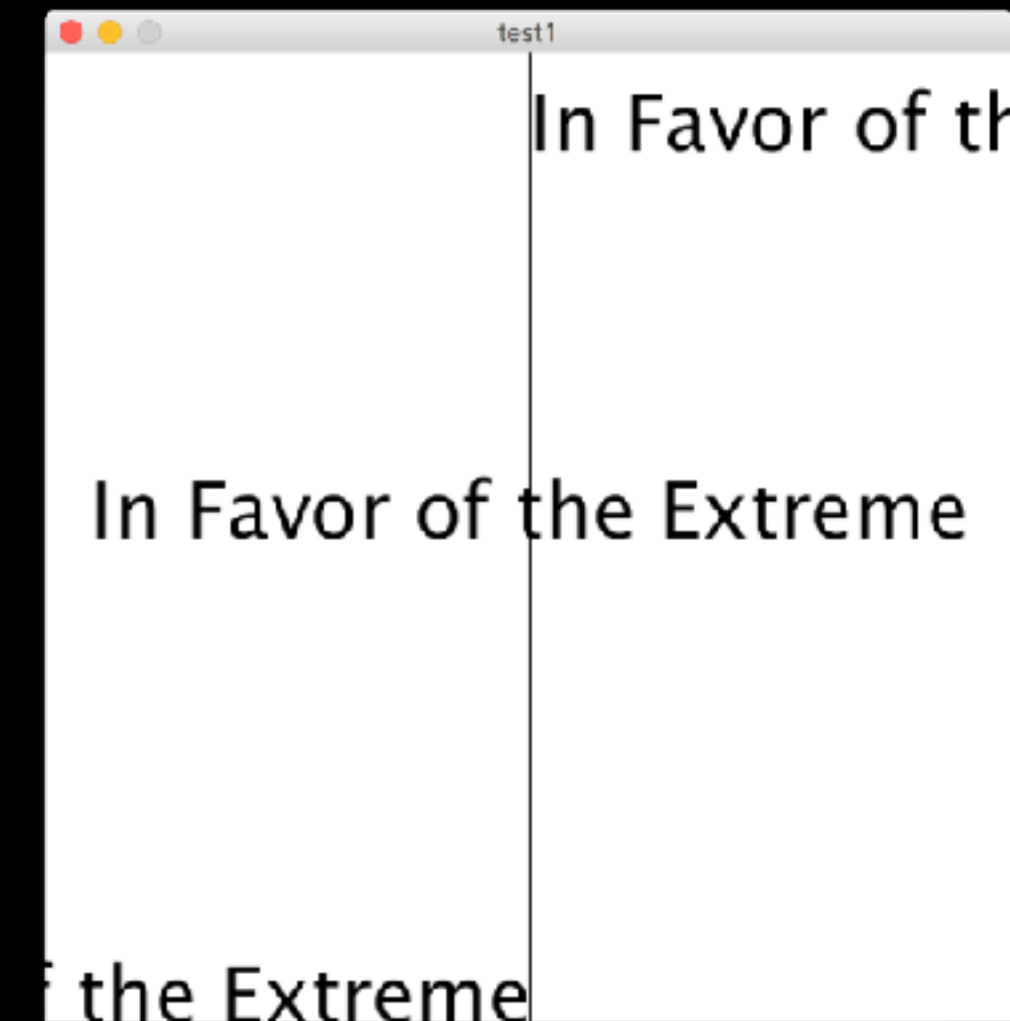 test1
In Favor of th
In Favor of the Extreme
f the Extreme